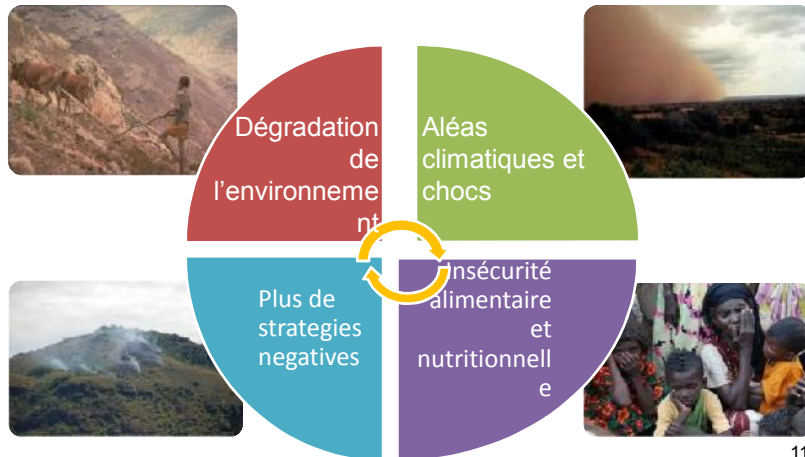 Dégradation
de
l’environneme
nt
Aléas
climatiques et
chocs
Plus de
strategies
negatives
Insécurité
alimentaire
et
nutritionnell
e
11